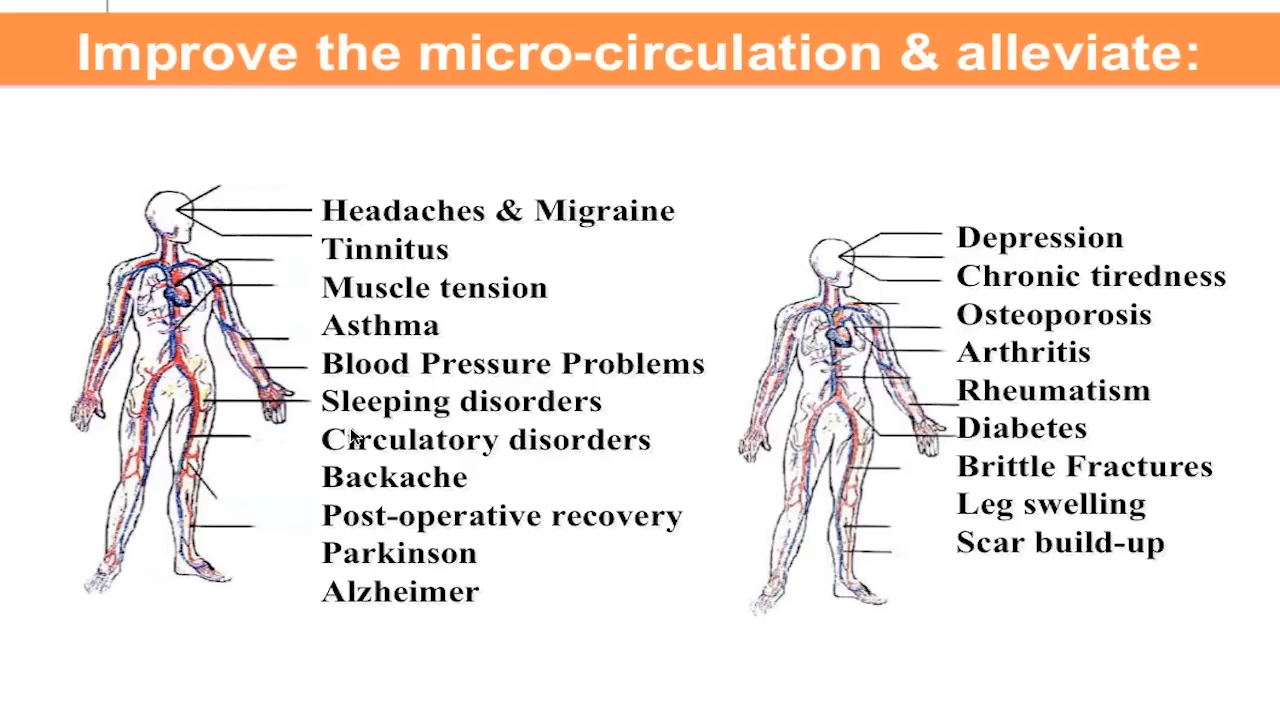 Improve the micro-circulation & alleviate:
Headaches & Migraine
Tinnitus
Muscle tension
Asthma
Blood Pressure Problems
Sleeping disorders
Circulatory disorders
Backache
Post-operative recovery
Parkinson
Alzheimer
Depression
Chronic tiredness
Osteoporosis
Arthritis
Rheumatism
Diabetes
Brittle Fractures
Leg swelling
Scar build-up